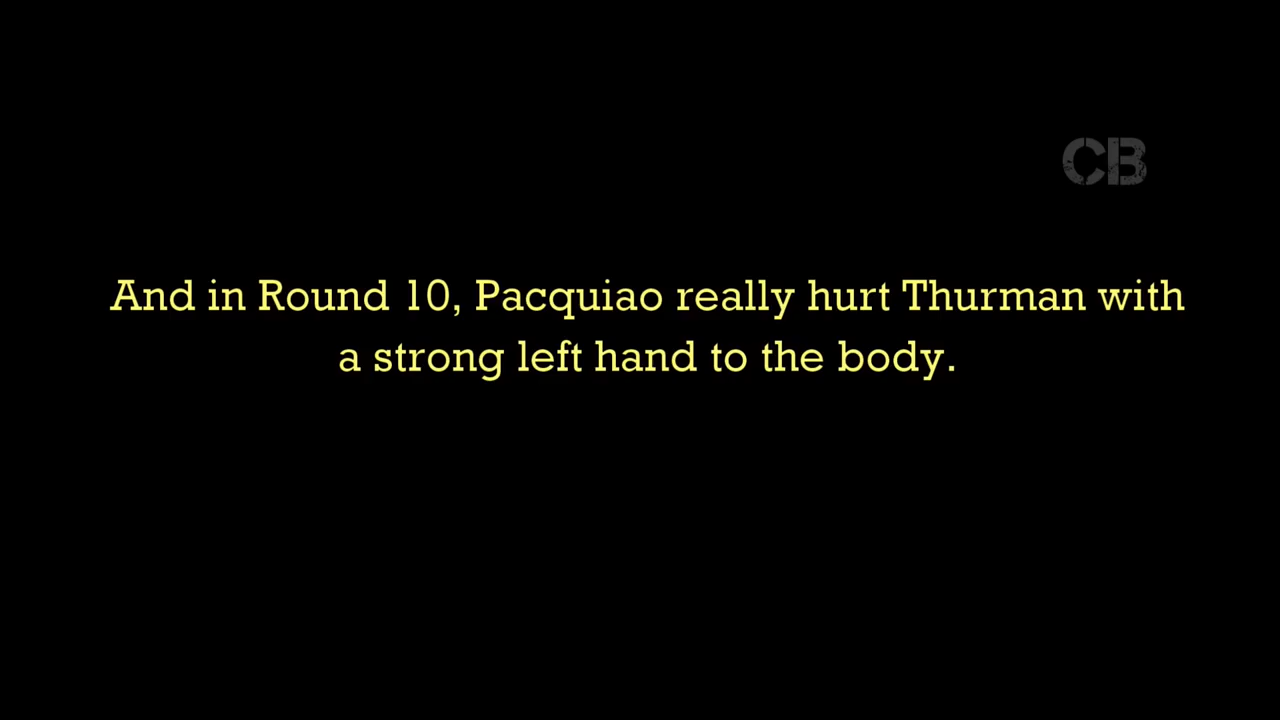 CB
And in Round 10, Pacquiao really hurt Thurman with
a strong left hand to the body.